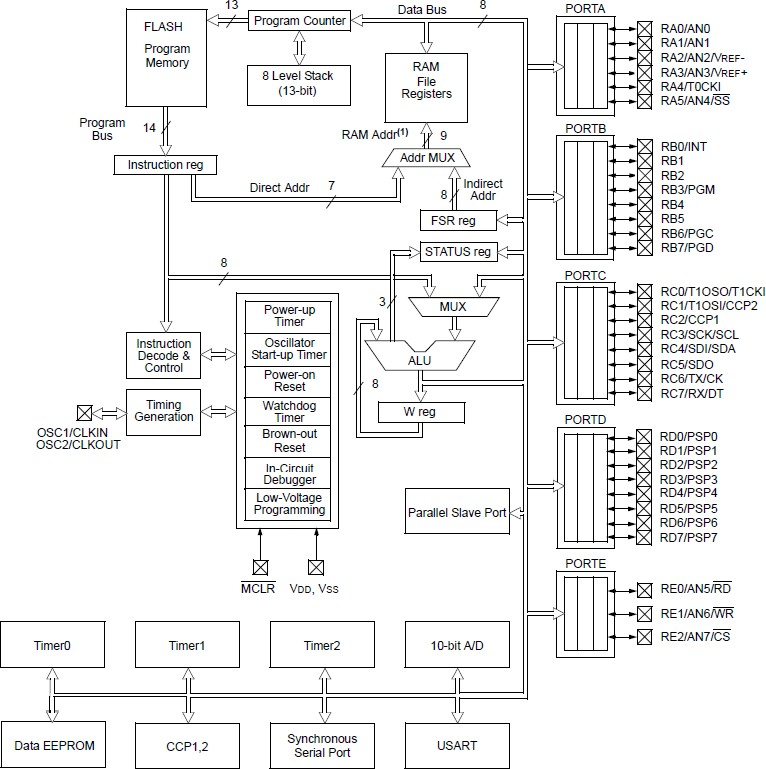 13
Data Bus
8
PORTA
FLASH
Program
Memory
Program Counter
8 Level Stack
(13-bit)
RAM
File
Registers
RA0/AN0
RA1/AN1
RA2/AN2/VREF-
RA3/AN3/VREF+
RA4/T0CKI
RA5/AN4/SS
Program
Bus
14
RAM Addr(1)
9
PORTB
Instruction reg
Addr MUX
Direct Addr
7
8
Indirect
Addr
FSR reg
RB0/INT
RB1
RB2
RB3/PGM
RB4
RB5
RB6/PGC
RB7/PGD
STATUS reg
8
3
MUX
PORTC
RC0/T1OSO/T1CKI
RC1/T1OSI/CCP2
RC2/CCP1
RC3/SCK/SCL
RC4/SDI/SDA
RC5/SDO
RC6/TX/CK
RC7/RX/DT
Instruction
Decode &
Control
Timing
Generation
OSC1/CLKIN
OSC2/CLKOUT
Power-up
Timer
Oscillator
Start-up Timer
Power-on
Reset
Watchdog
Timer
Brown-out
Reset
In-Circuit
Debugger
Low-Voltage
Programming
ALU
8
W reg
PORTD
RD0/PSP0
RD1/PSP1
RD2/PSP2
RD3/PSP3
RD4/PSP4
RD5/PSP5
RD6/PSP6
RD7/PSP7
Parallel Slave Port
MCLR
VDD, VSS
PORTE
RE0/AN5/RD
RE1/AN6/WR
RE2/AN7/CS
Timer0
Timer1
Timer2
10-bit A/D
Data EEPROM
CCP1,2
Synchronous
Serial Port
USART